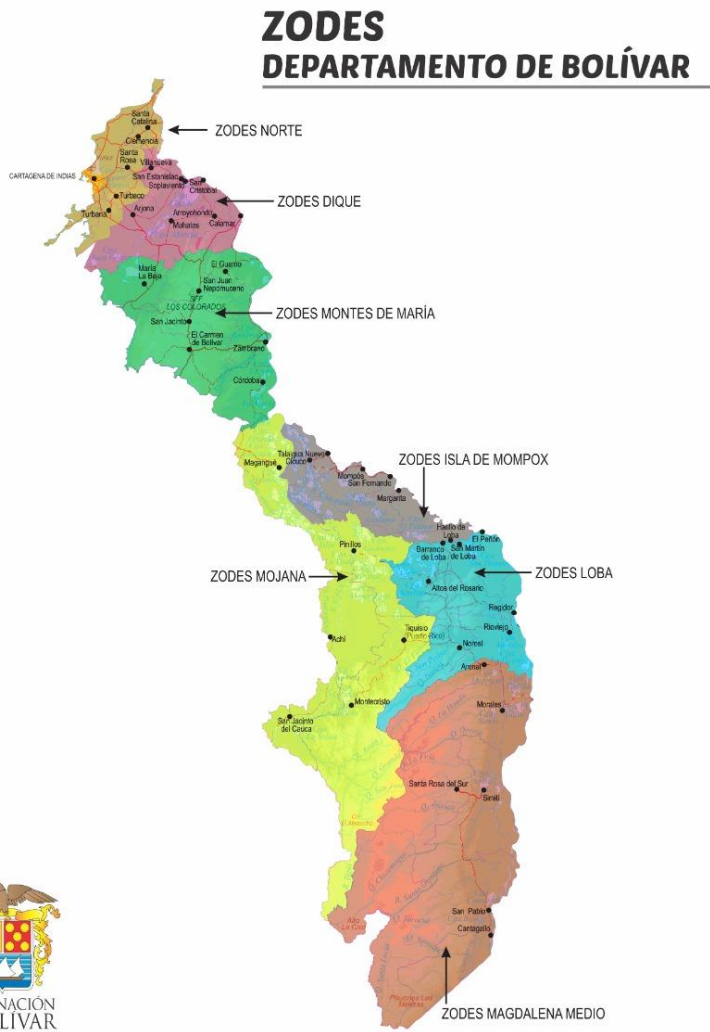 ZODES
DEPARTAMENTO DE BOLÍVAR
Santa
Catalina
Clemencia
ZODES NORTE
Santa
Rosa
Villanueva
CARTAGENA DE INDIAS
San Estanislao
Soplaviento
San
Cristobal
Turbaco
ZODES DIQUE
Turbana
Arjona
Arroyohondo
Mahates
Calamar
María
La Baja
El Guamo
San Juan
Nepomuceno
SFF
LOS COLORADOS
ZODES MONTES DE MARÍA
San Jacinto
El Carmen
de Bolívar
Zambrano
Córdoba
Talaigua Nuevo
Cicuco
Magangué
ZODES ISLA DE MOMPOX
Mompós
San Fernando
Margarita
Hatillo de
Loba
El Peñón
Barranco
de Loba
San Martín
de Loba
Pinillos
ZODES MOJANA
ZODES LOBA
Altos del Rosario
Regidor
Tiquisio
(Puerto Rico)
Rioviejo
Achí
Norosí
Arenal
Montecristo
Morales
San Jacinto
del Cauca
Santa Rosa del Sur
Simití
San Pablo
Cantagallo
ZODES MAGDALENA MEDIO
NACIÓN
LÍVAR